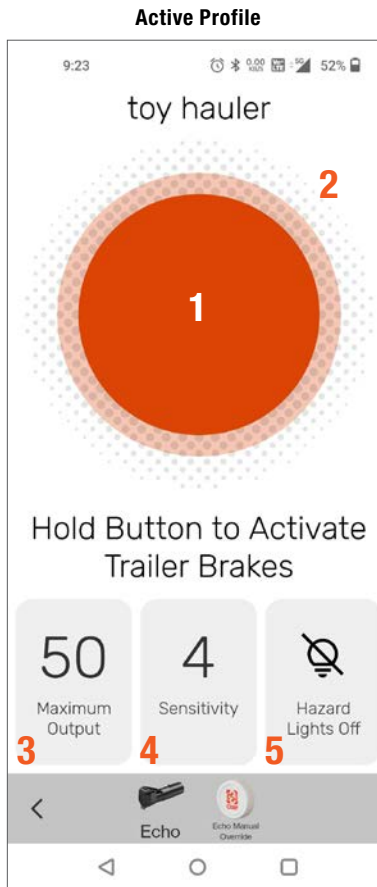 Active Profile
9:23
0.00
52%
toy hauler
2
1
Hold Button to Activate
Trailer Brakes
50
4
Maximum
Output
Sensitivity
Hazard
Lights Off
3
4
5
Echo
Echo Manual
Override